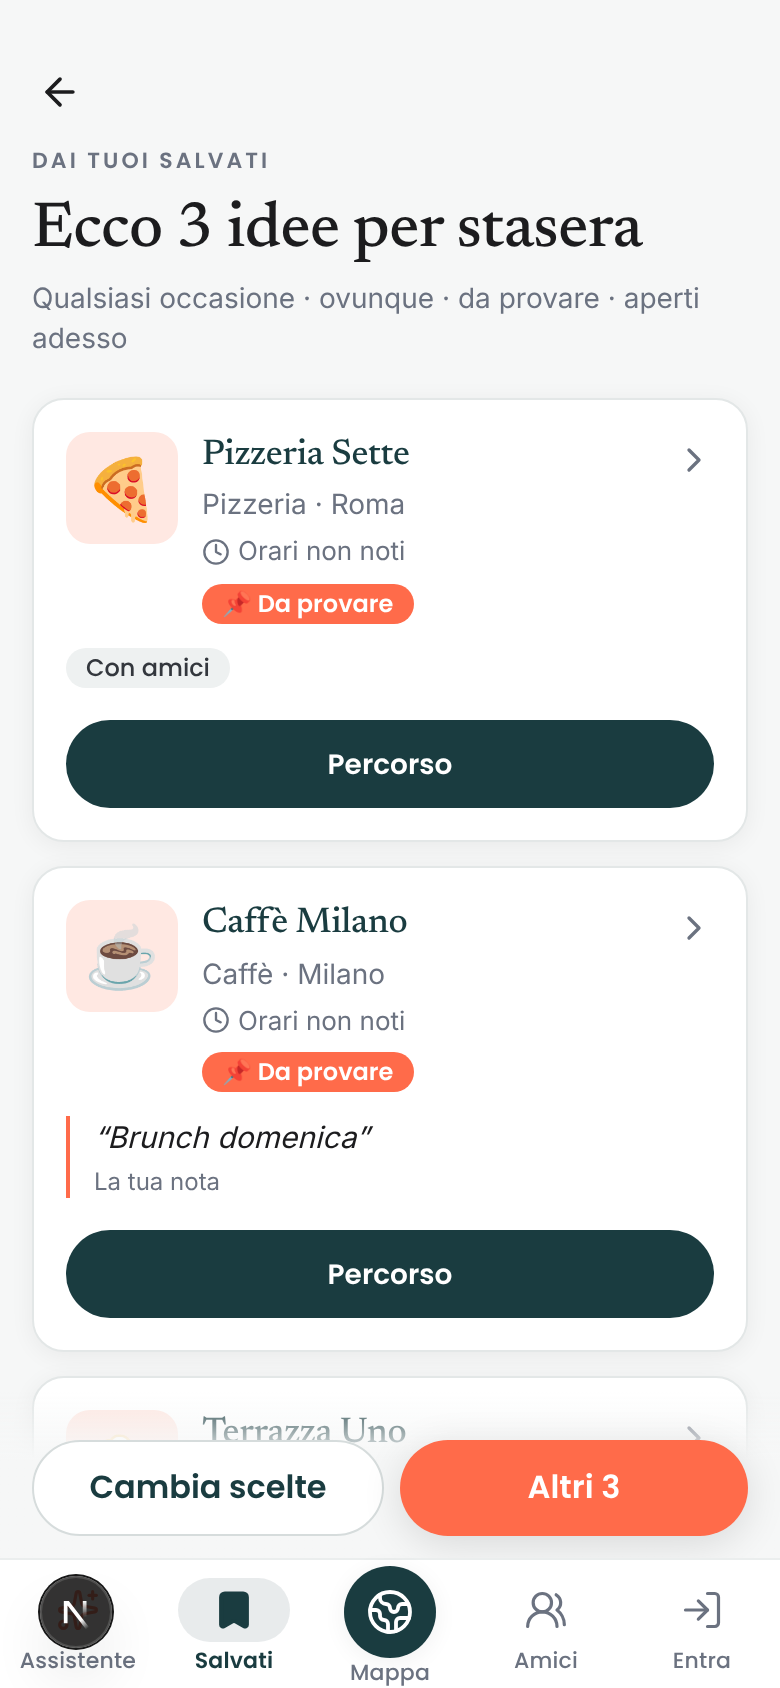 DAI TUOI SALVATI
Ecco 3 idee per stasera
Qualsiasi occasione · ovunque · da provare · aperti
adesso
Pizzeria Sette
Pizzeria · Roma
Orari non noti
📌 Da provare
Con amici
Percorso
Caffè Milano
Caffè · Milano
Orari non noti
📌 Da provare
“Brunch domenica”
La tua nota
Percorso
Terrazza Uno
Cambia scelte
Altri 3
N
Assistente
Salvati
Mappa
Amici
Entra